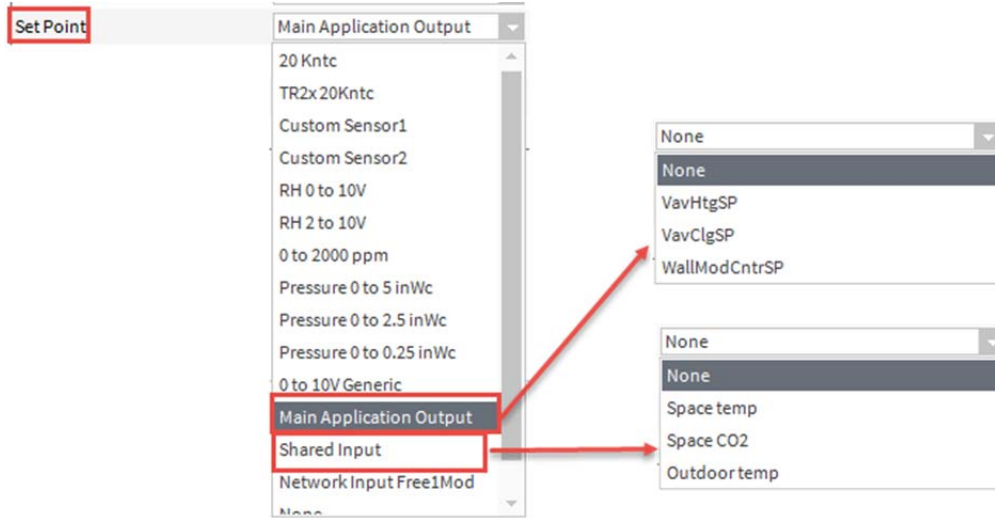 Set Point
Main Application Output
20 Kntc
TR2x 20Kntc
Custom Sensor1
Custom Sensor2
RH 0 to 10V
RH 2 to 10V
0 to 2000 ppm
Pressure 0 to 5 inWc
Pressure 0 to 2.5 inWc
Pressure 0 to 0.25 inWc
0 to 10V Generic
Main Application Output
Shared Input
Network Input Free1Mod
None
None
None
VavHtgSP
VavClgSP
WallModCntrSP
None
None
Space temp
Space CO2
Outdoor temp